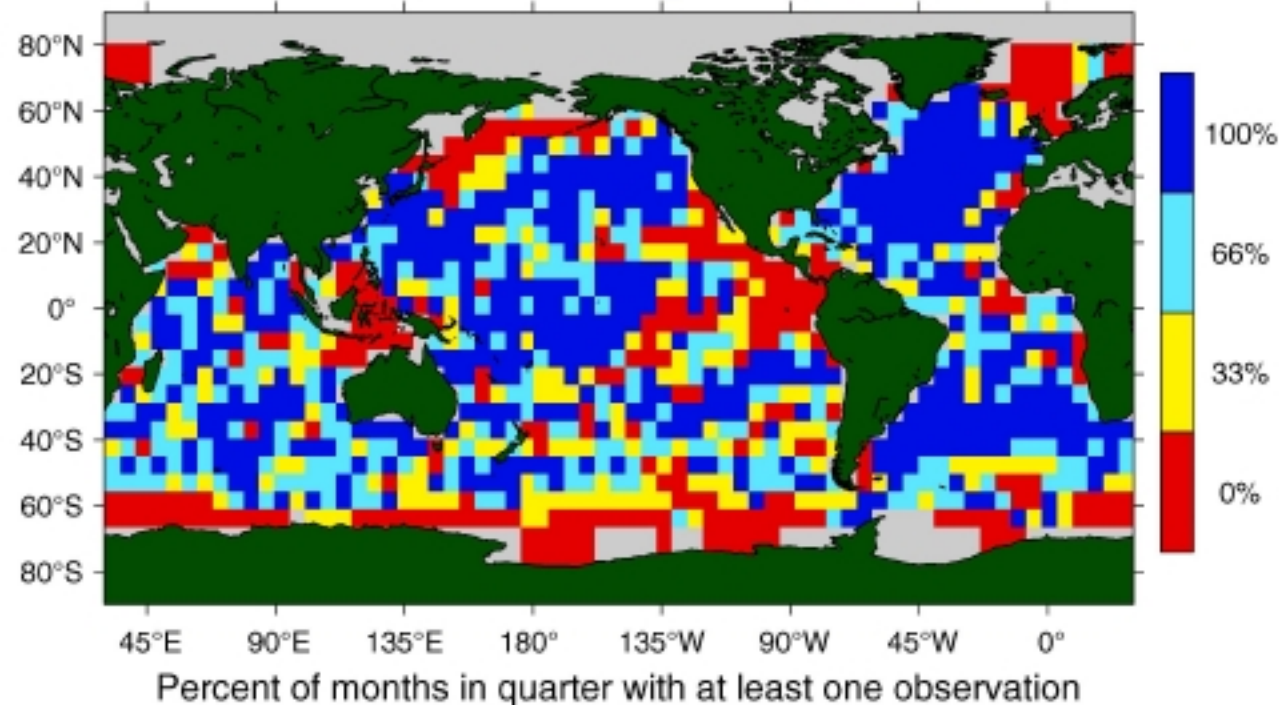 80°N
60°N
40°N
20°N
0°
20°S
40°S
60°S
80°S
45°E 90°E 135°E 180° 135°W 90°W 45°W 0°
100%
66%
33%
0%
Percent of months in quarter with at least one observation